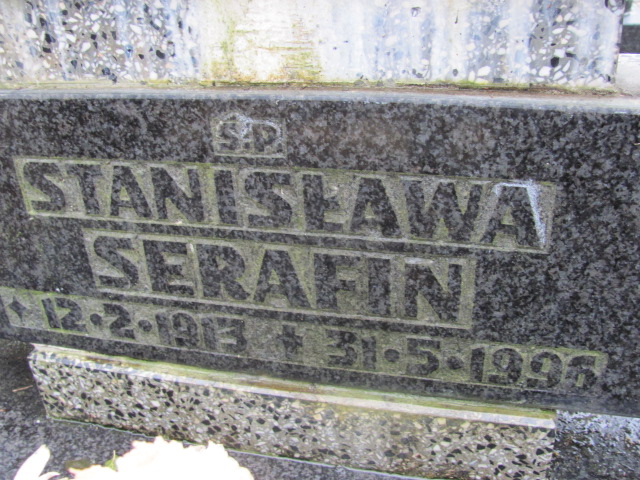 Ś.P.
STANISŁAWA
SERAFIN
* 12·2·1913 † 31·5·1996